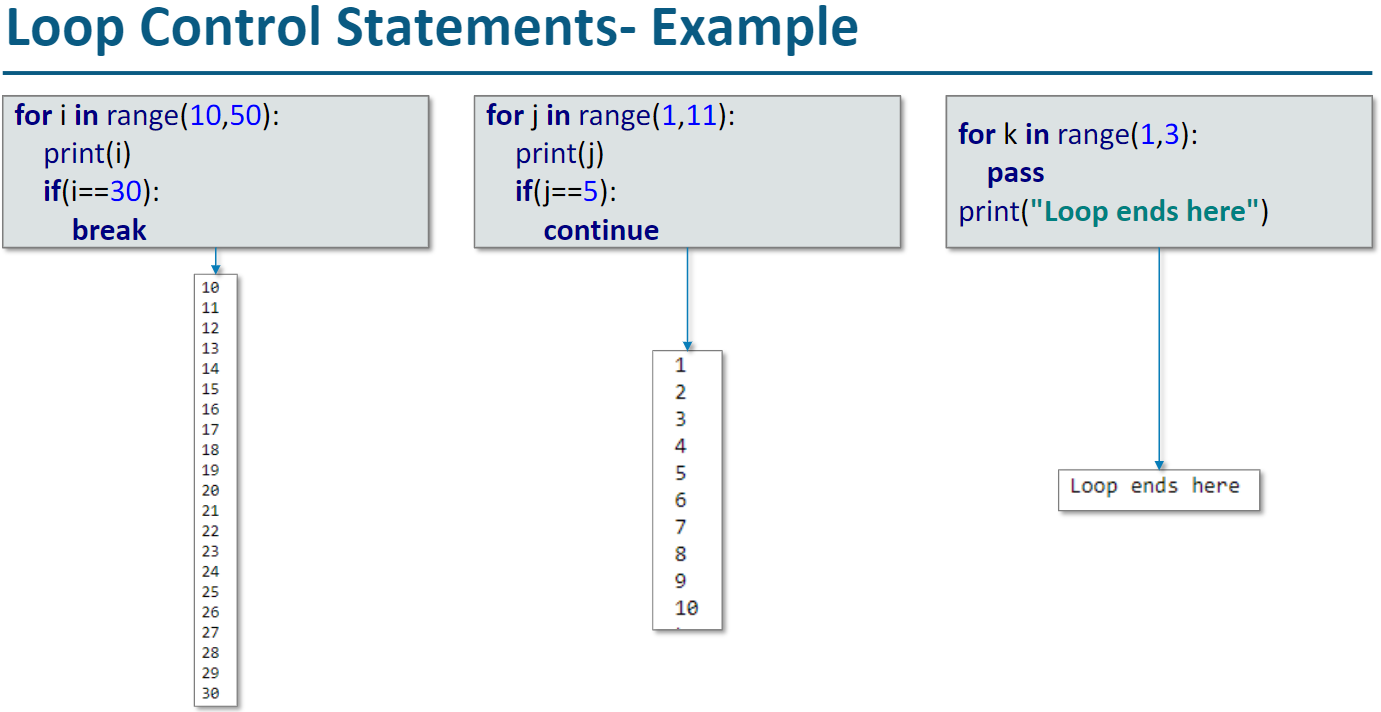 Loop Control Statements- Example
for i in range(10,50):
print(i)
if(i==30):
break
for j in range(1,11):
print(j)
if(j==5):
continue
for k in range(1,3):
pass
print("Loop ends here")
10
11
12
13
14
15
16
17
18
19
20
21
22
23
24
25
26
27
28
29
30
1
2
3
4
5
6
7
8
9
10
Loop ends here